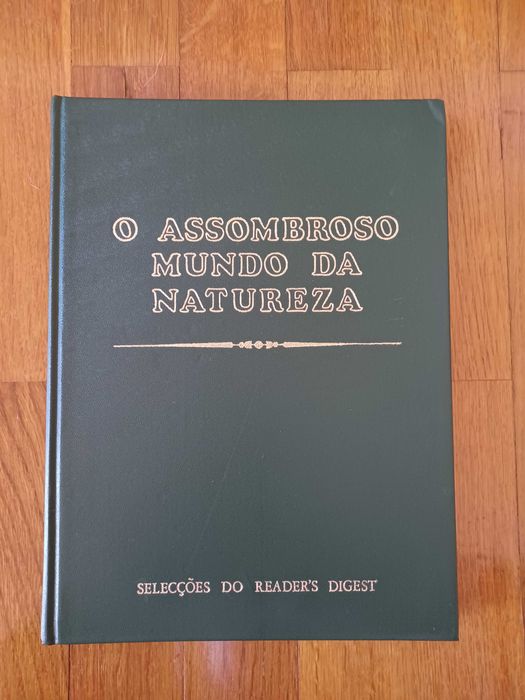 O ASSOMBROSO
MUNDO DA
NATUREZA
SELECÇÕES DO READER'S DIGEST